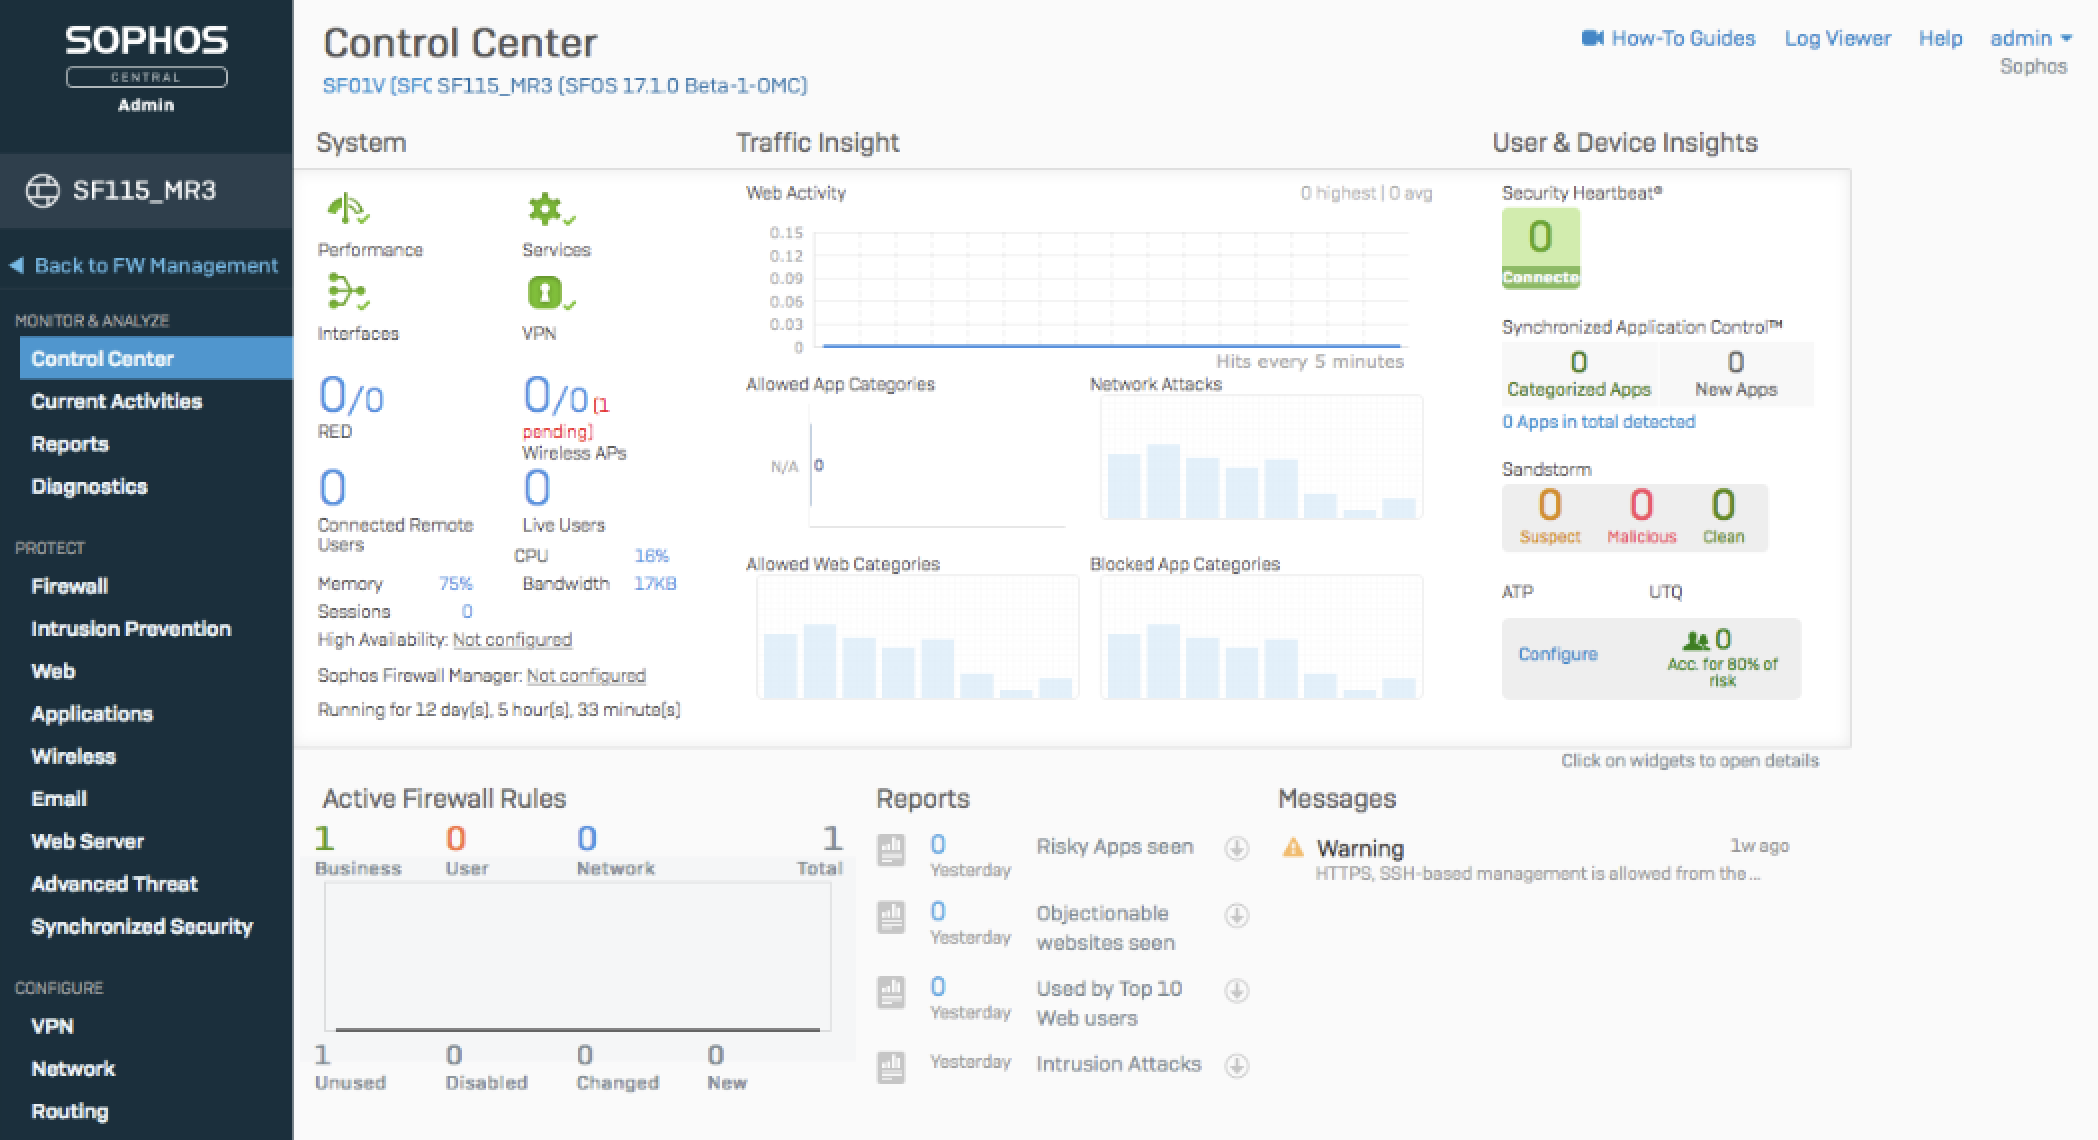 SOPHOS
CENTRAL
Admin
SF115_MR3
Back to FW Management
MONITOR & ANALYZE
Control Center
Current Activities
Reports
Diagnostics
PROTECT
Firewall
Intrusion Prevention
Web
Applications
Wireless
Email
Web Server
Advanced Threat
Synchronized Security
CONFIGURE
VPN
Network
Routing
Control Center
SF01V (SFC SF115_MR3 (SFOS 17.1.0 Beta-1-OMC)
How-To Guides Log Viewer Help admin
Sophos
System
Performance Services
Interfaces VPN
0/0 0/0 (1
RED pending)
Wireless APs
0 0
Connected Remote Live Users
Users
CPU 16%
Memory 75% Bandwidth 17KB
Sessions 0
High Availability: Not configured
Sophos Firewall Manager: Not configured
Running for 12 day(s), 5 hour(s), 33 minute(s)
Traffic Insight
Web Activity 0 highest | 0 avg
0.15
0.12
0.09
0.06
0.03
0
Hits every 5 minutes
Allowed App Categories Network Attacks
N/A 0
Allowed Web Categories Blocked App Categories
User & Device Insights
Security Heartbeat®
0
Connecte
Synchronized Application Control™
0 0
Categorized Apps New Apps
0 Apps in total detected
Sandstorm
0 0 0
Suspect Malicious Clean
ATP UTQ
Configure 0
Acc. for 80% of
risk
Click on widgets to open details
Active Firewall Rules
1 0 0 1
Business User Network Total
1 0 0 0
Unused Disabled Changed New
Reports
0 Risky Apps seen
Yesterday
0 Objectionable
Yesterday websites seen
0 Used by Top 10
Yesterday Web users
Yesterday Intrusion Attacks
Messages
Warning 1w ago
HTTPS, SSH-based management is allowed from the ...